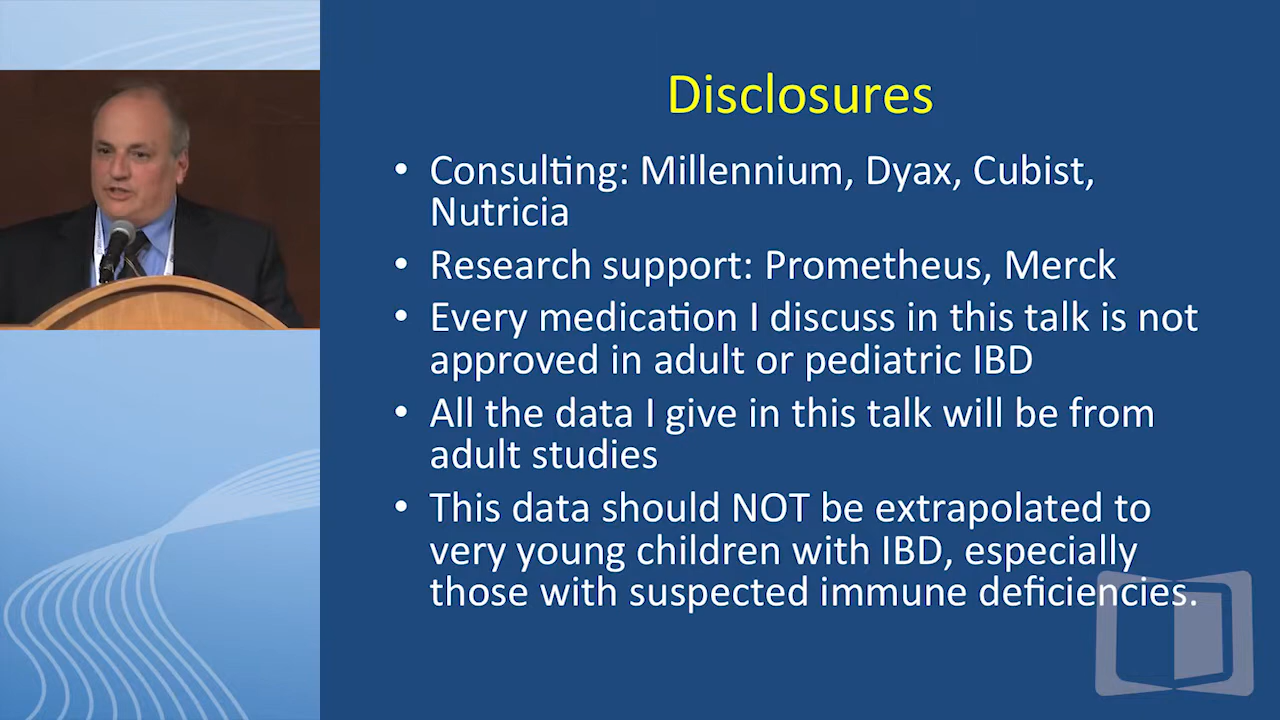 Disclosures
• Consulting: Millennium, Dyax, Cubist,
Nutricia
• Research support: Prometheus, Merck
• Every medication I discuss in this talk is not
approved in adult or pediatric IBD
• All the data I give in this talk will be from
adult studies
• This data should NOT be extrapolated to
very young children with IBD, especially
those with suspected immune deficiencies.